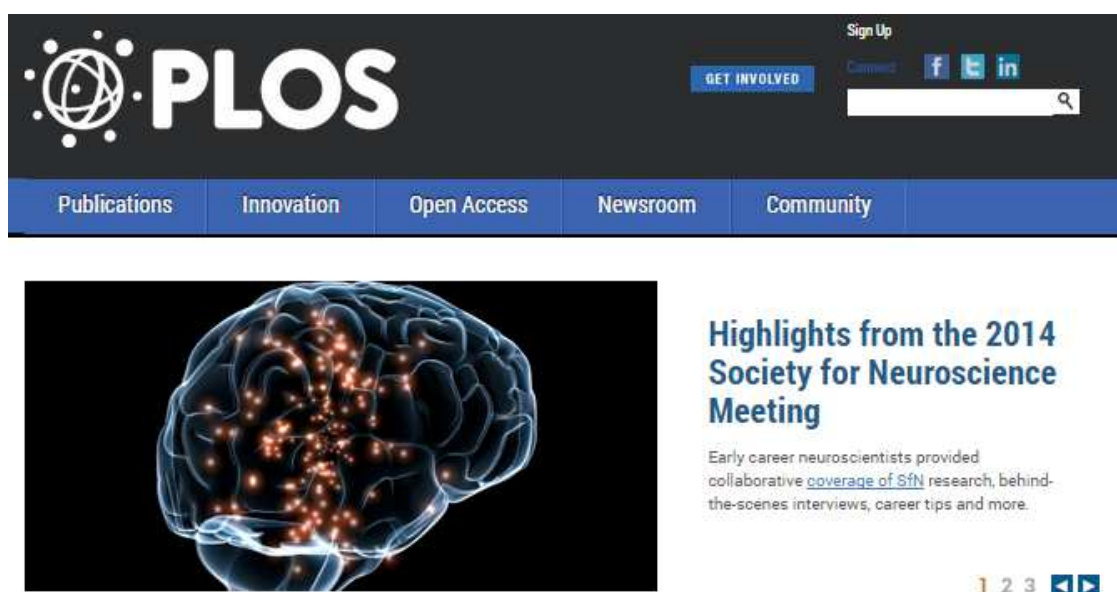 PLOS
Sign Up
GET INVOLVED
Connect
Publications
Innovation
Open Access
Newsroom
Community
Highlights from the 2014
Society for Neuroscience
Meeting
Early career neuroscientists provided
collaborative coverage of SfN research, behind-
the-scenes interviews, career tips and more.
1 2 3